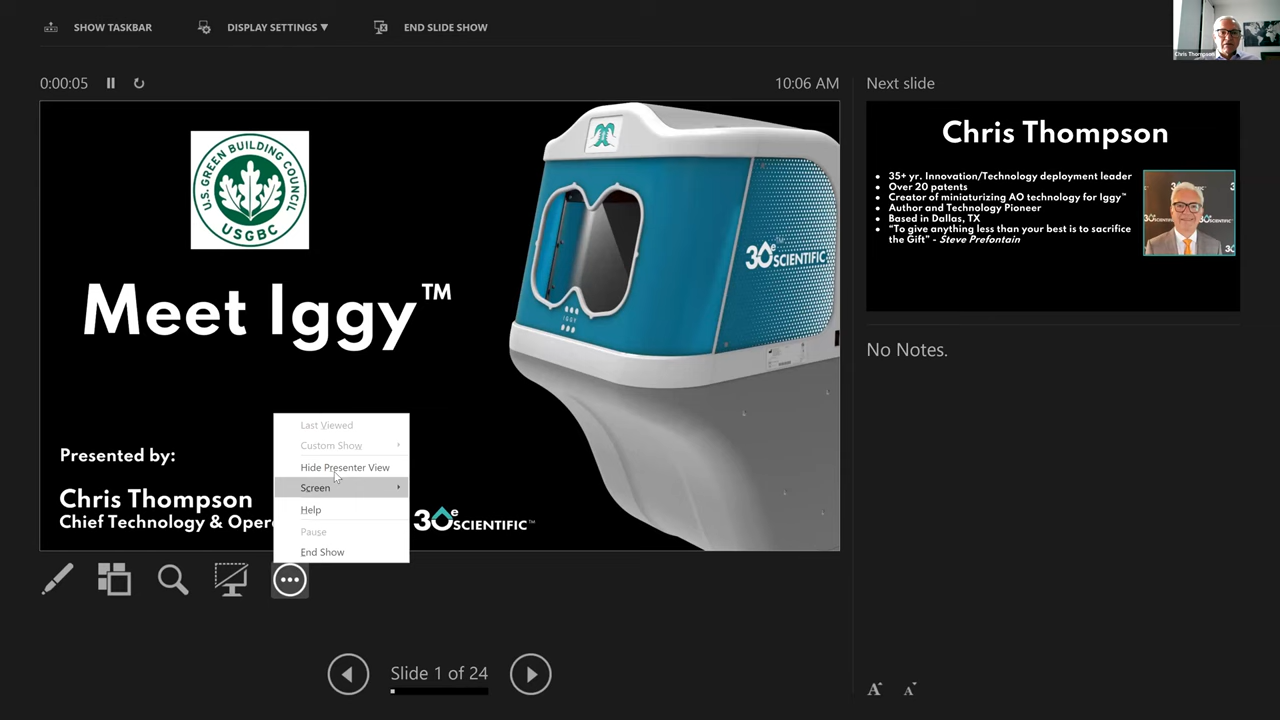 SHOW TASKBAR
DISPLAY SETTINGS ▼
END SLIDE SHOW
Chris Thompson
0:00:05
10:06 AM
Next slide
U.S. GREEN BUILDING COUNCIL
USGBC
Meet Iggy™
Presented by:
Chris Thompson
Chief Technology & Oper
30e SCIENTIFIC™
IGGY
30e SCIENTIFIC™
Last Viewed
Custom Show
Hide Presenter View
Screen
Help
Pause
End Show
Slide 1 of 24
Chris Thompson
• 35+ yr. Innovation/Technology deployment leader
• Over 20 patents
• Creator of miniaturizing AO technology for Iggy™
• Author and Technology Pioneer
• Based in Dallas, TX
• “To give anything less than your best is to sacrifice
the Gift” - Steve Prefontain
No Notes.
A A